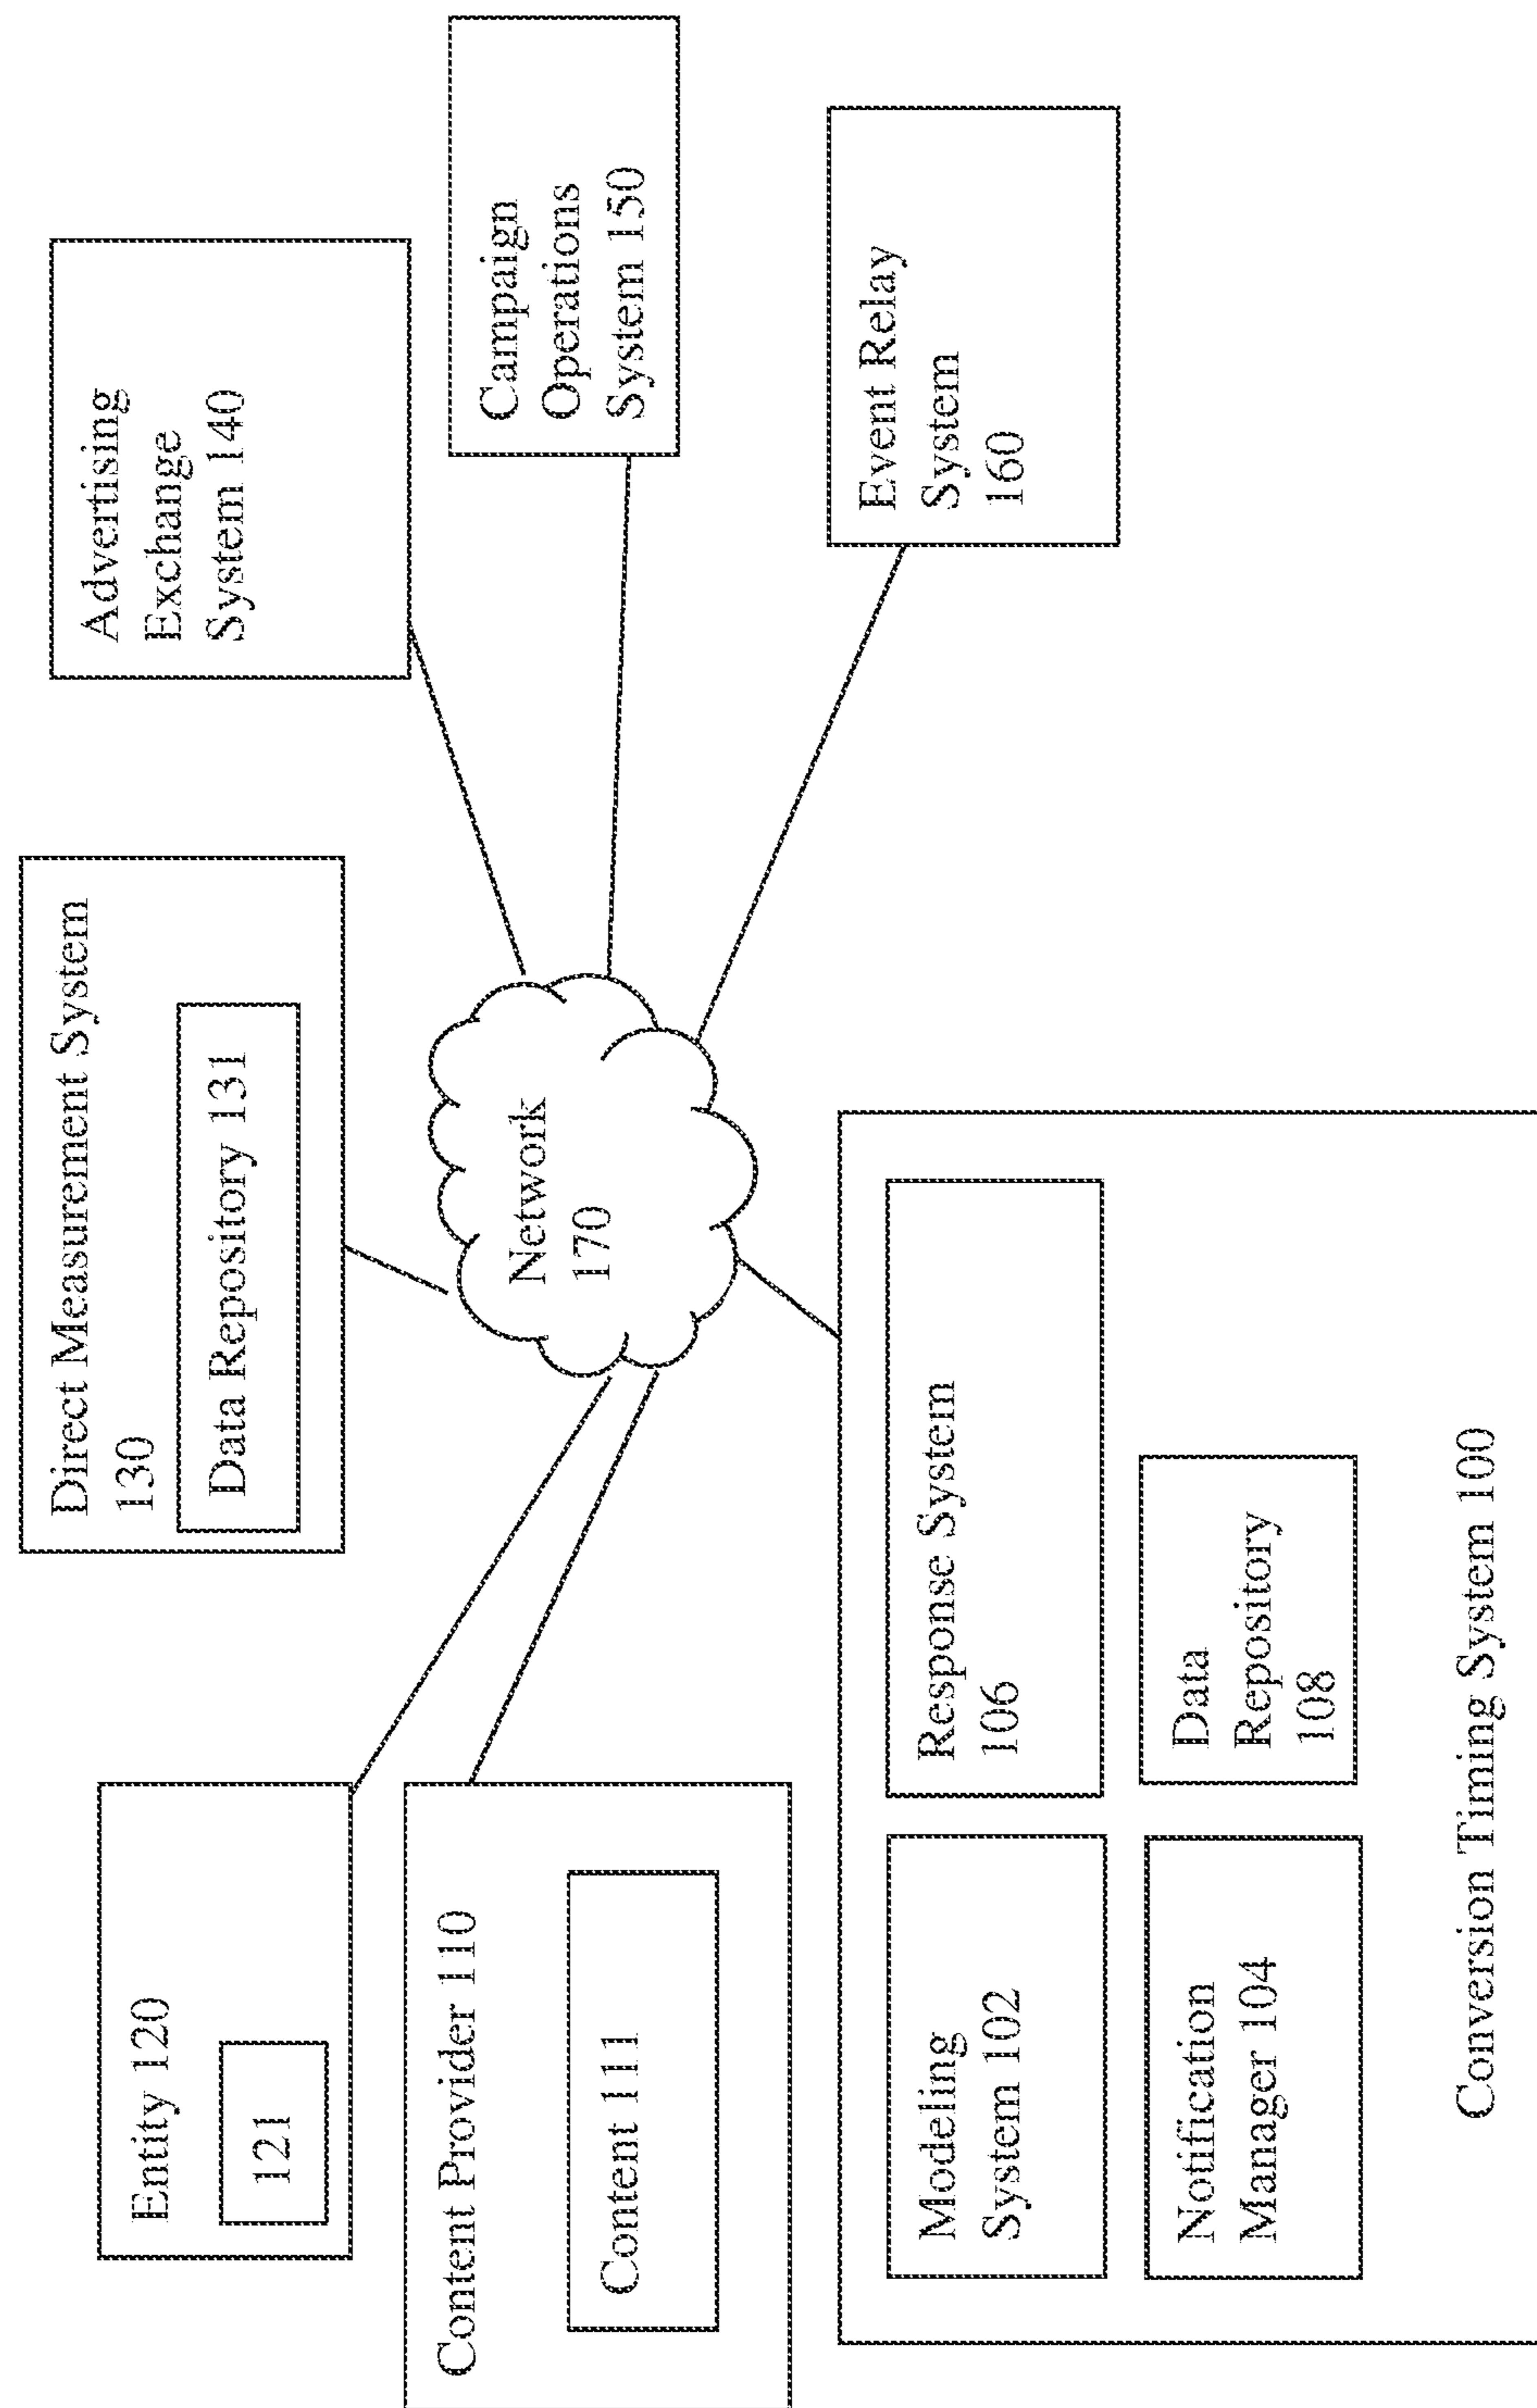 Direct Measurement System
130
Data Repository 131
Advertising
Exchange
System 140
Campaign
Operations
System 150
Event Relay
System
160
Network
170
Entity 120
121
Content Provider 110
Content 111
Modeling
System 102
Response System
106
Notification
Manager 104
Data
Repository
108
Conversion Timing System 100